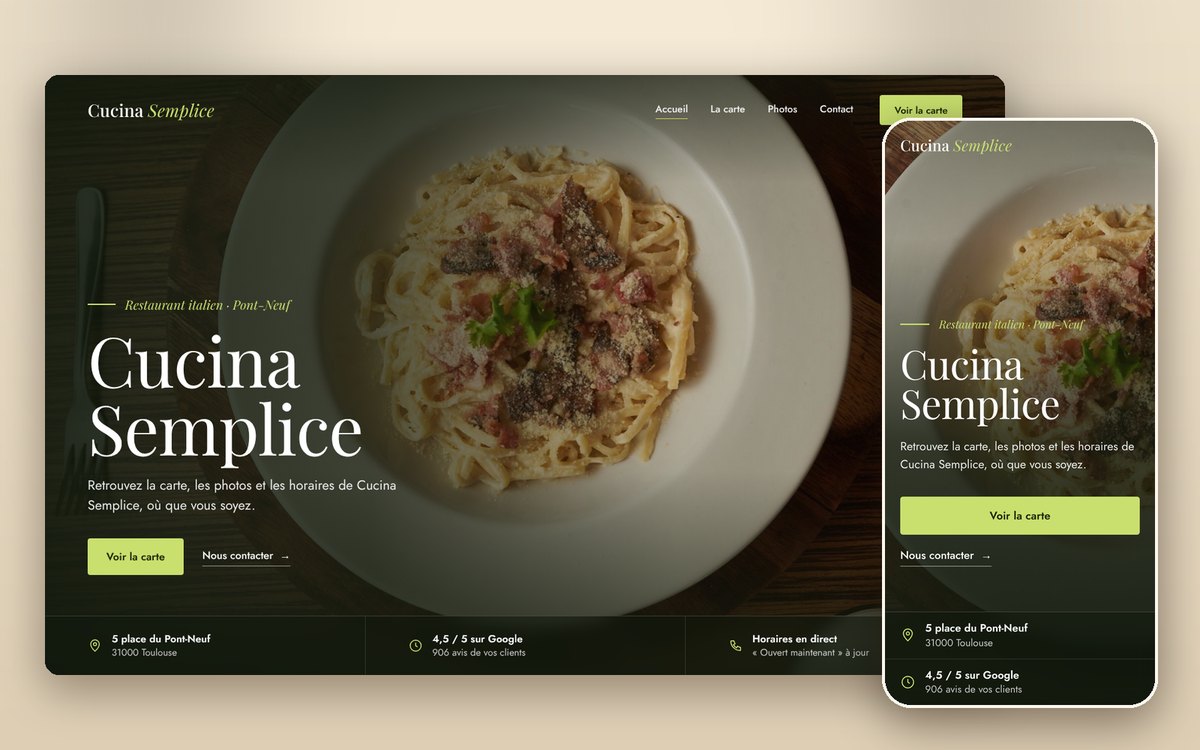 Cucina Semplice
Accueil
La carte
Photos
Contact
Voir la carte
Restaurant italien · Pont-Neuf
Cucina
Semplice
Retrouvez la carte, les photos et les horaires de Cucina
Semplice, où que vous soyez.
Voir la carte
Nous contacter →
5 place du Pont-Neuf
31000 Toulouse
4,5 / 5 sur Google
906 avis de vos clients
Horaires en direct
« Ouvert maintenant » à jour
Cucina Semplice
Restaurant italien · Pont-Neuf
Cucina
Semplice
Retrouvez la carte, les photos et les horaires de
Cucina Semplice, où que vous soyez.
Voir la carte
Nous contacter →
5 place du Pont-Neuf
31000 Toulouse
4,5 / 5 sur Google
906 avis de vos clients